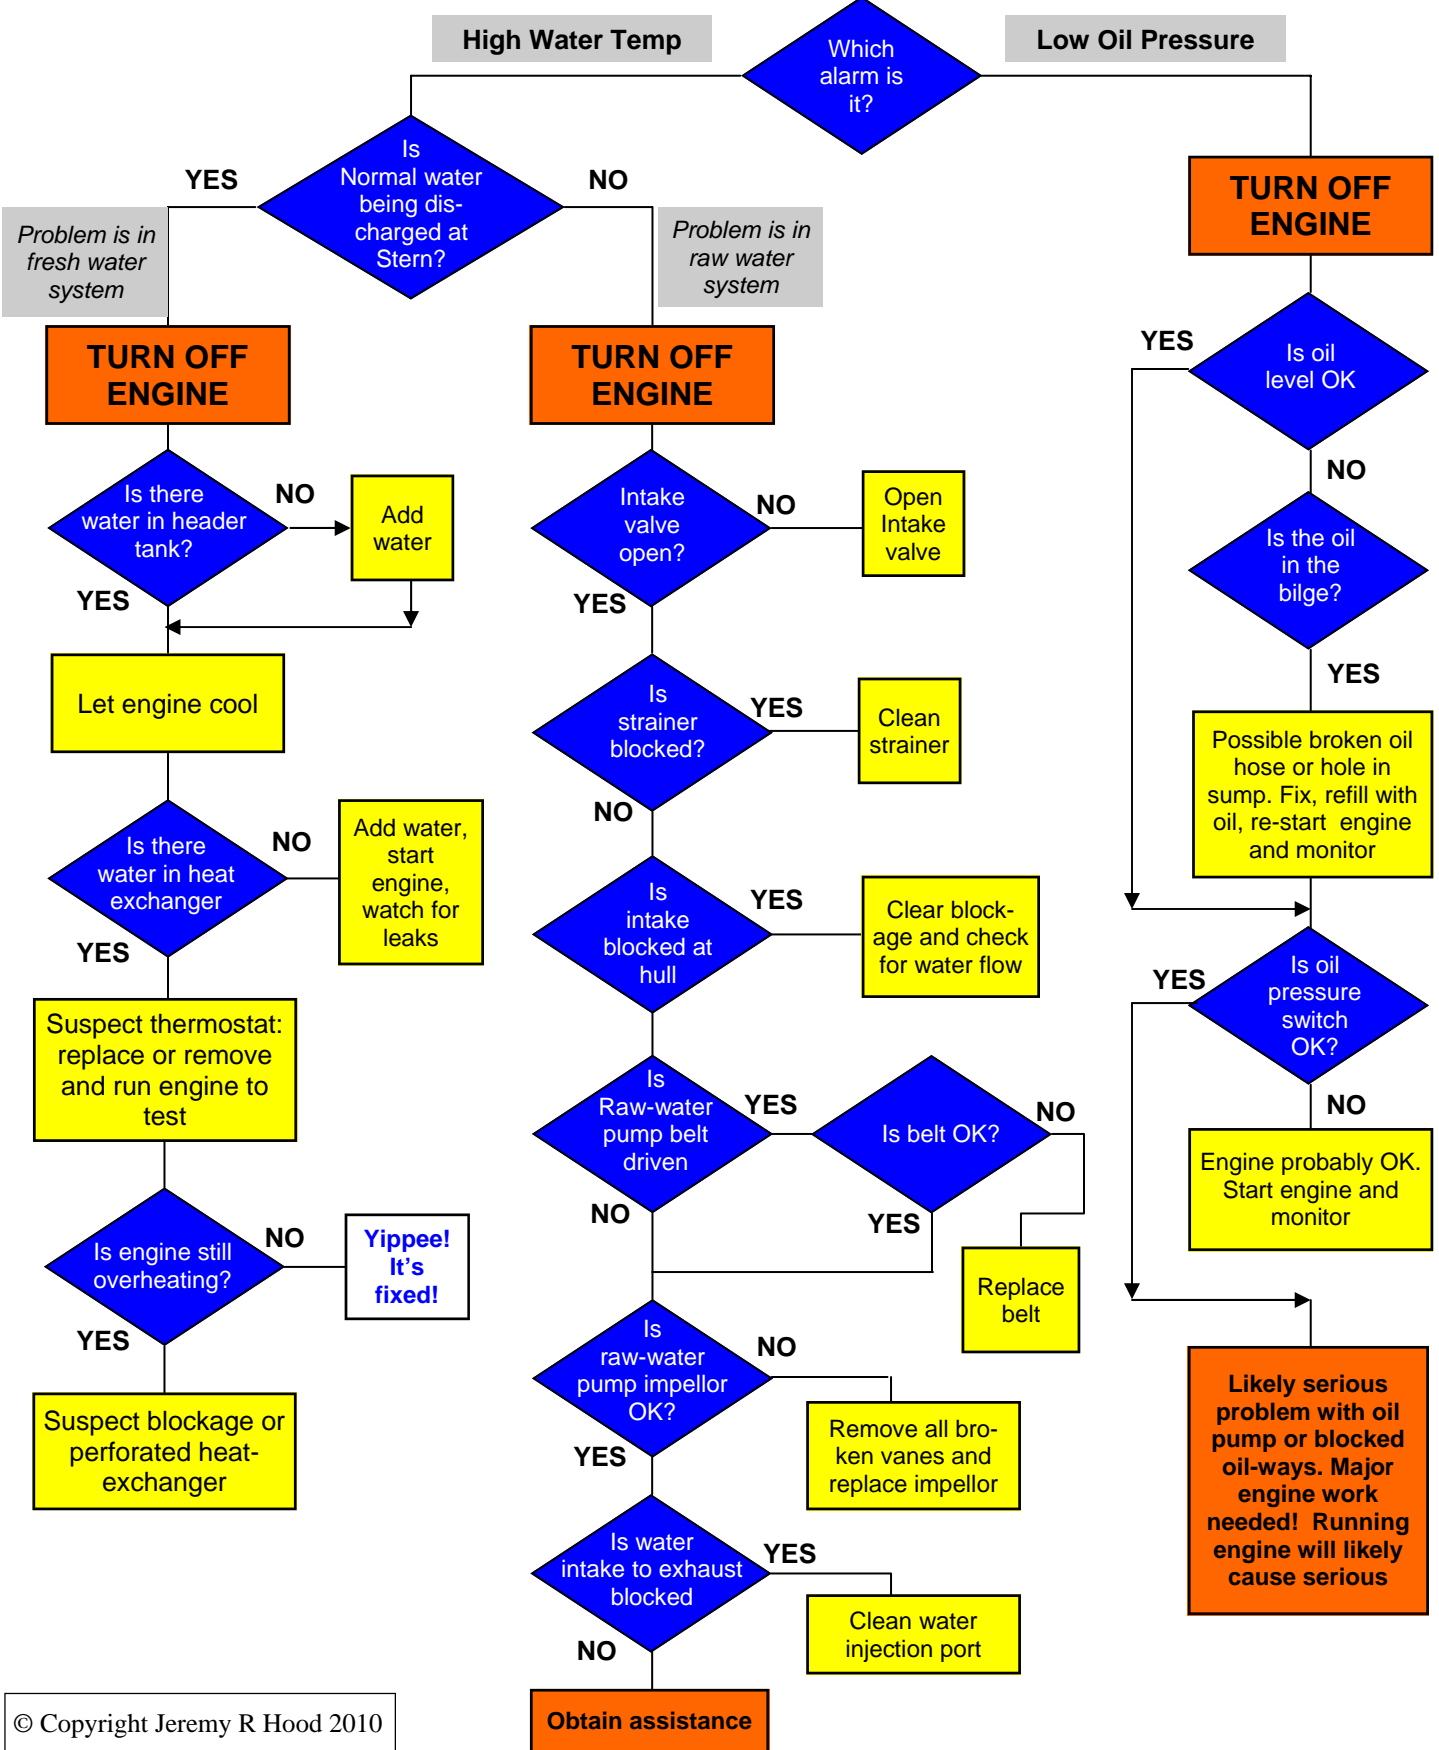 High Water Temp
Which
alarm is
it?
Low Oil Pressure
Is
Normal water
being dis-
charged at
Stern?
YES
NO
Problem is in
fresh water
system
Problem is in
raw water
system
TURN OFF
ENGINE
TURN OFF
ENGINE
TURN OFF
ENGINE
Is there
water in header
tank?
NO
Add
water
YES
Let engine cool
Is there
water in heat
exchanger
NO
Add water,
start
engine,
watch for
leaks
YES
Suspect thermostat:
replace or remove
and run engine to
test
Is engine still
overheating?
NO
Yippee!
It's
fixed!
YES
Suspect blockage or
perforated heat-
exchanger
Intake
valve
open?
NO
Open
Intake
valve
YES
Is
strainer
blocked?
YES
Clean
strainer
NO
Is
intake
blocked at
hull
YES
Clear block-
age and check
for water flow
Is
Raw-water
pump belt
driven
YES
Is belt OK?
NO
NO
YES
Replace
belt
Is
raw-water
pump impellor
OK?
NO
Remove all bro-
ken vanes and
replace impellor
YES
Is water
intake to exhaust
blocked
YES
Clean water
injection port
NO
Obtain assistance
YES
Is oil
level OK
NO
Is the oil
in the
bilge?
YES
Possible broken oil
hose or hole in
sump. Fix, refill with
oil, re-start engine
and monitor
YES
Is oil
pressure
switch
OK?
NO
Engine probably OK.
Start engine and
monitor
Likely serious
problem with oil
pump or blocked
oil-ways. Major
engine work
needed! Running
engine will likely
cause serious
© Copyright Jeremy R Hood 2010